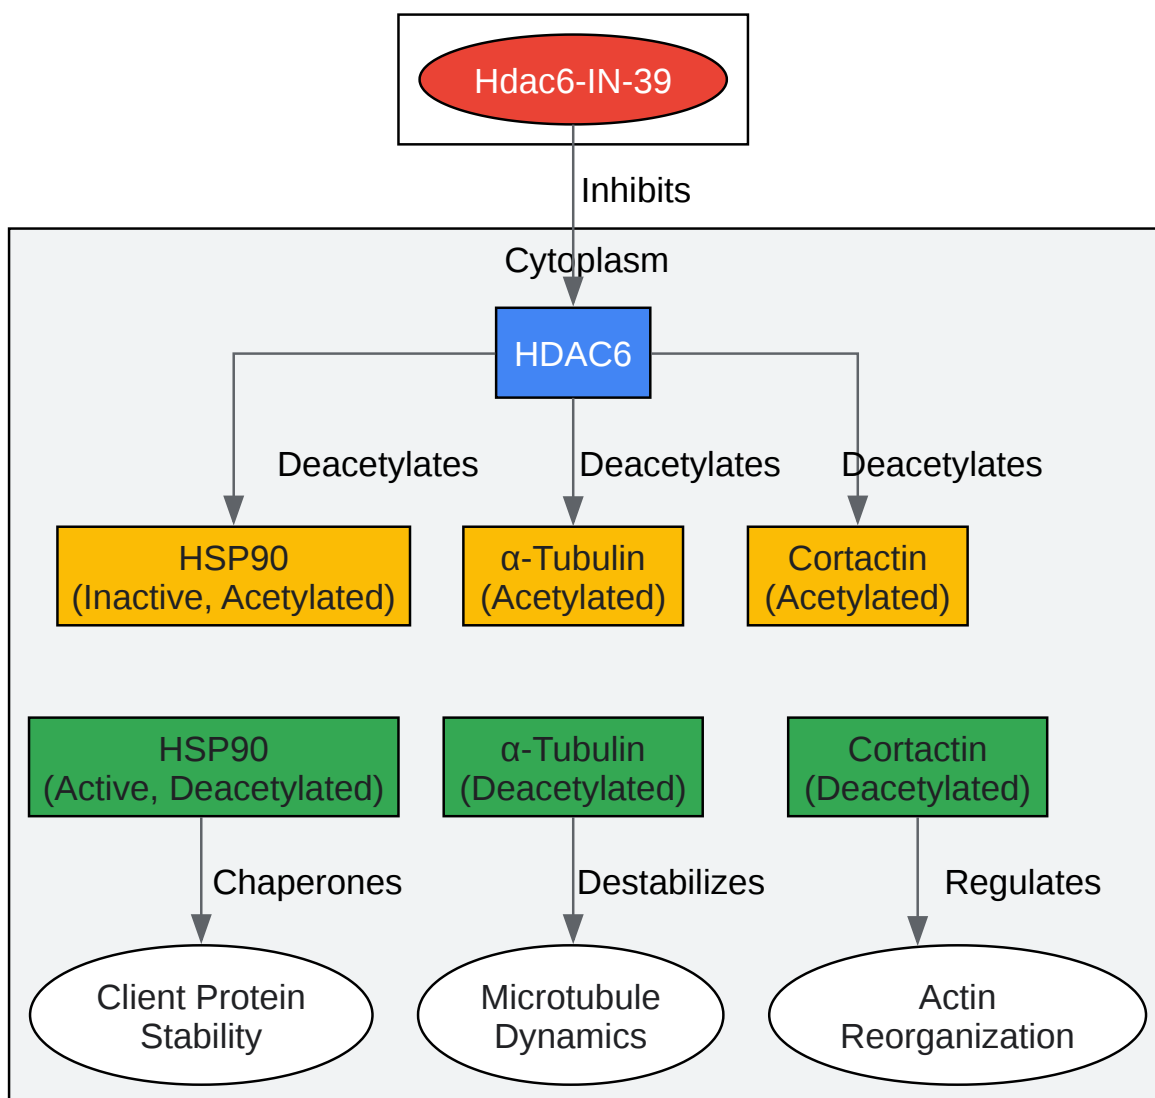 Hdac6-IN-39
Inhibits
Cytoplasm
HDAC6
Deacetylates
Deacetylates
Deacetylates
HSP90
(Inactive, Acetylated)
α-Tubulin
(Acetylated)
Cortactin
(Acetylated)
HSP90
(Active, Deacetylated)
α-Tubulin
(Deacetylated)
Cortactin
(Deacetylated)
Chaperones
Destabilizes
Regulates
Client Protein
Stability
Microtubule
Dynamics
Actin
Reorganization